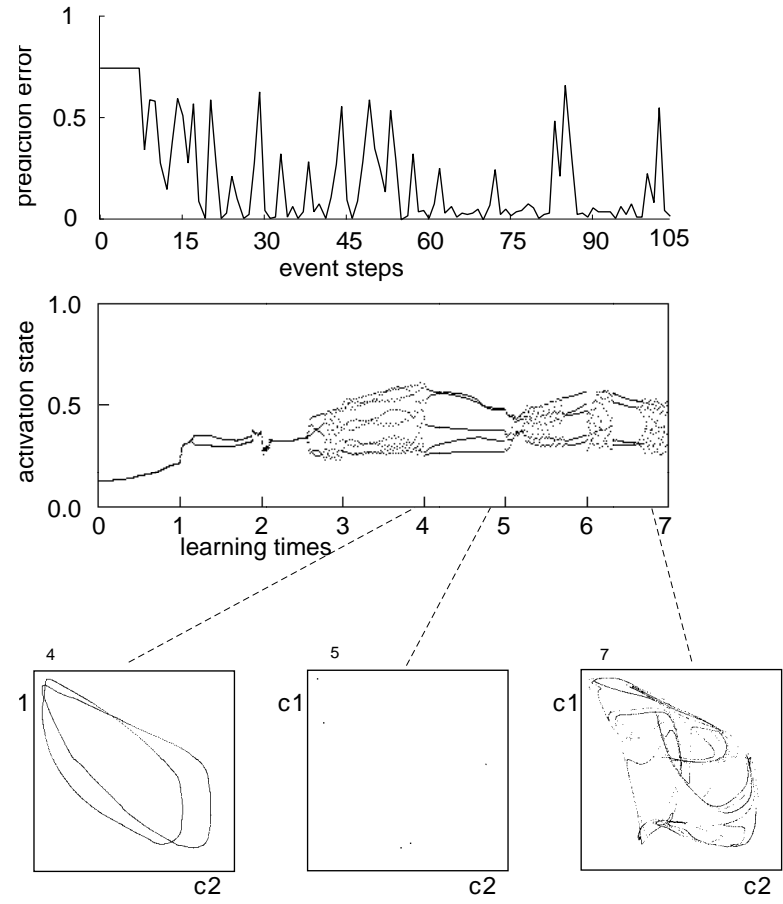 1
prediction error
0.5
0
0 15 30 45 60 75 90 105
event steps
1.0
activation state
0.5
0.0
0 1 2 3 4 5 6 7
learning times
4 5 7
1 c1 c1
c2 c2 c2